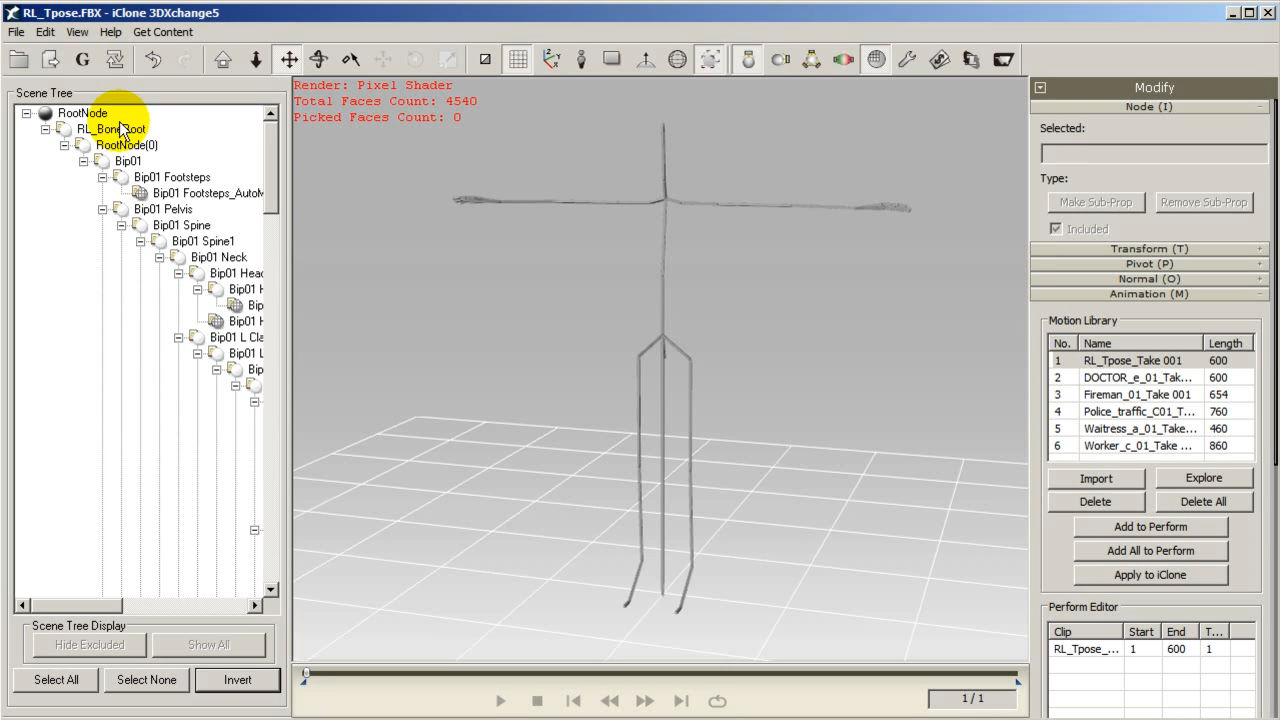 RL_Tpose.FBX - iClone 3DXchange5
File Edit View Help Get Content
G
Scene Tree
RootNode
RL_BoneRoot
RootNode(0)
Bip01
Bip01 Footsteps
Bip01 Footsteps_AutoM
Bip01 Pelvis
Bip01 Spine
Bip01 Spine1
Bip01 Neck
Bip01 Head
Bip01 H
Bip
Bip01 H
Bip01 L Cla
Bip01 L
Bip
Scene Tree Display
Hide Excluded Show All
Select All Select None Invert
Render: Pixel Shader
Total Faces Count: 4540
Picked Faces Count: 0
1 / 1
Modify
Node (I)
Selected:
Type:
Make Sub-Prop Remove Sub-Prop
Included
Transform (T)
Pivot (P)
Normal (O)
Animation (M)
Motion Library
No. Name Length
1 RL_Tpose_Take 001 600
2 DOCTOR_e_01_Tak... 600
3 Fireman_01_Take 001 654
4 Police_traffic_C01_T... 760
5 Waitress_a_01_Take... 460
6 Worker_c_01_Take ... 860
Import Explore
Delete Delete All
Add to Perform
Add All to Perform
Apply to iClone
Perform Editor
Clip Start End T...
RL_Tpose_... 1 600 1